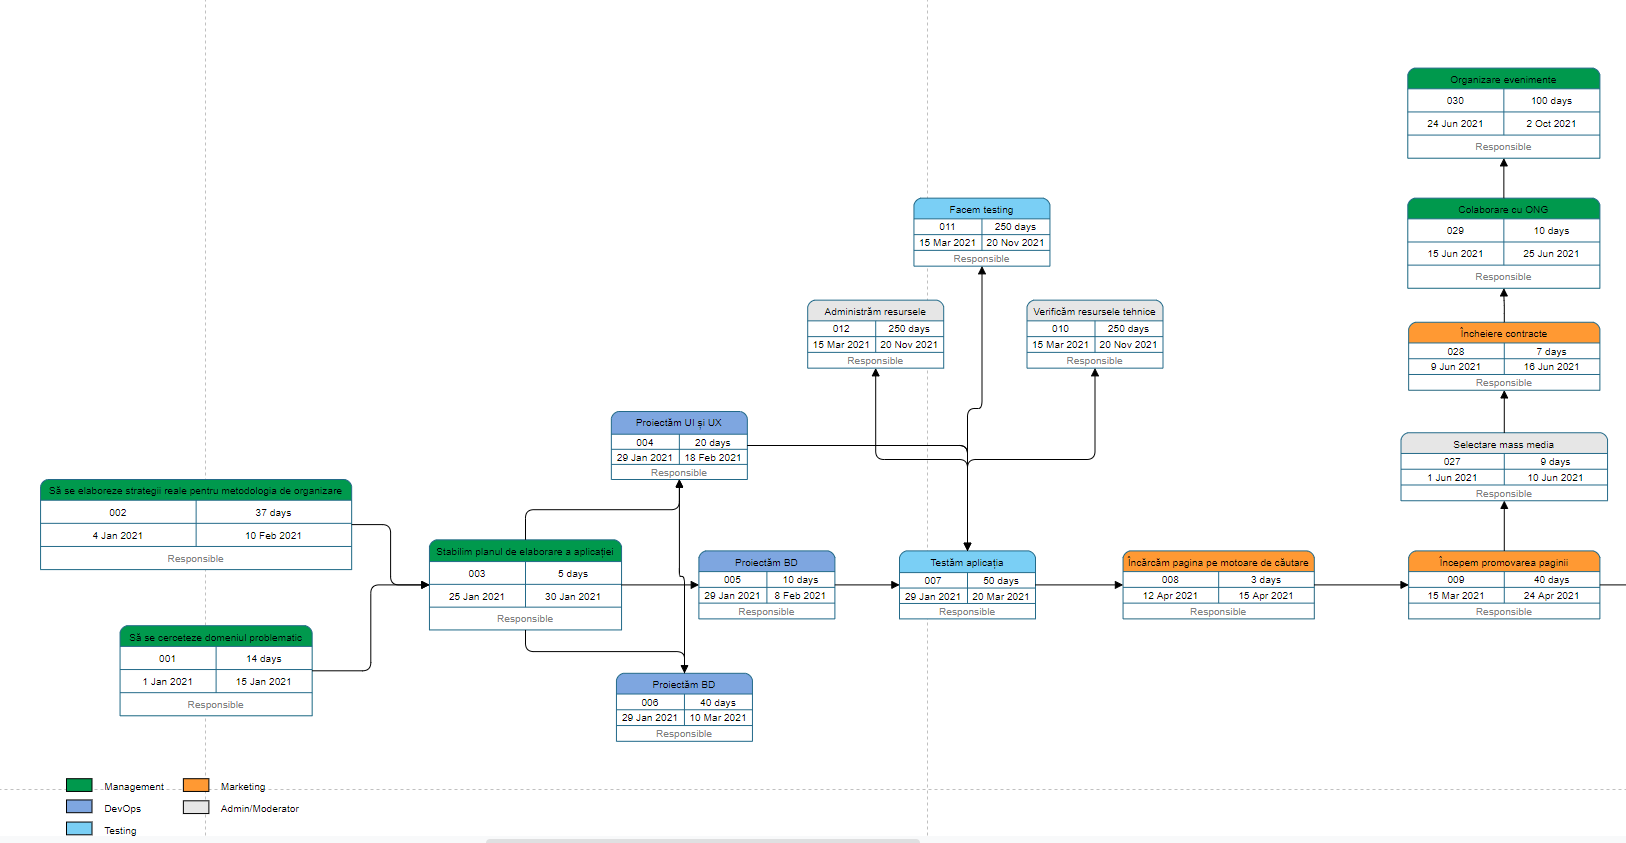 Organizare evenimente
030 100 days
24 Jun 2021 2 Oct 2021
Responsible
Colaborare cu ONG
029 10 days
15 Jun 2021 25 Jun 2021
Responsible
Facem testing
011 250 days
15 Mar 2021 20 Nov 2021
Responsible
Administrăm resursele
012 250 days
15 Mar 2021 20 Nov 2021
Responsible
Verificăm resursele tehnice
010 250 days
15 Mar 2021 20 Nov 2021
Responsible
Încheiere contracte
028 7 days
9 Jun 2021 16 Jun 2021
Responsible
Proiectăm UI și UX
004 20 days
29 Jan 2021 18 Feb 2021
Responsible
Selectare mass media
027 9 days
1 Jun 2021 10 Jun 2021
Responsible
Să se elaboreze strategii reale pentru metodologia de organizare
002 37 days
4 Jan 2021 10 Feb 2021
Responsible
Stabilim planul de elaborare a aplicației
003 5 days
25 Jan 2021 30 Jan 2021
Responsible
Proiectăm BD
005 10 days
29 Jan 2021 8 Feb 2021
Responsible
Testăm aplicația
007 50 days
29 Jan 2021 20 Mar 2021
Responsible
Încărcăm pagina pe motoare de căutare
008 3 days
12 Apr 2021 15 Apr 2021
Responsible
Începem promovarea paginii
009 40 days
15 Mar 2021 24 Apr 2021
Responsible
Să se cerceteze domeniul problematic
001 14 days
1 Jan 2021 15 Jan 2021
Responsible
Proiectăm BD
006 40 days
29 Jan 2021 10 Mar 2021
Responsible
Management Marketing
DevOps Admin/Moderator
Testing